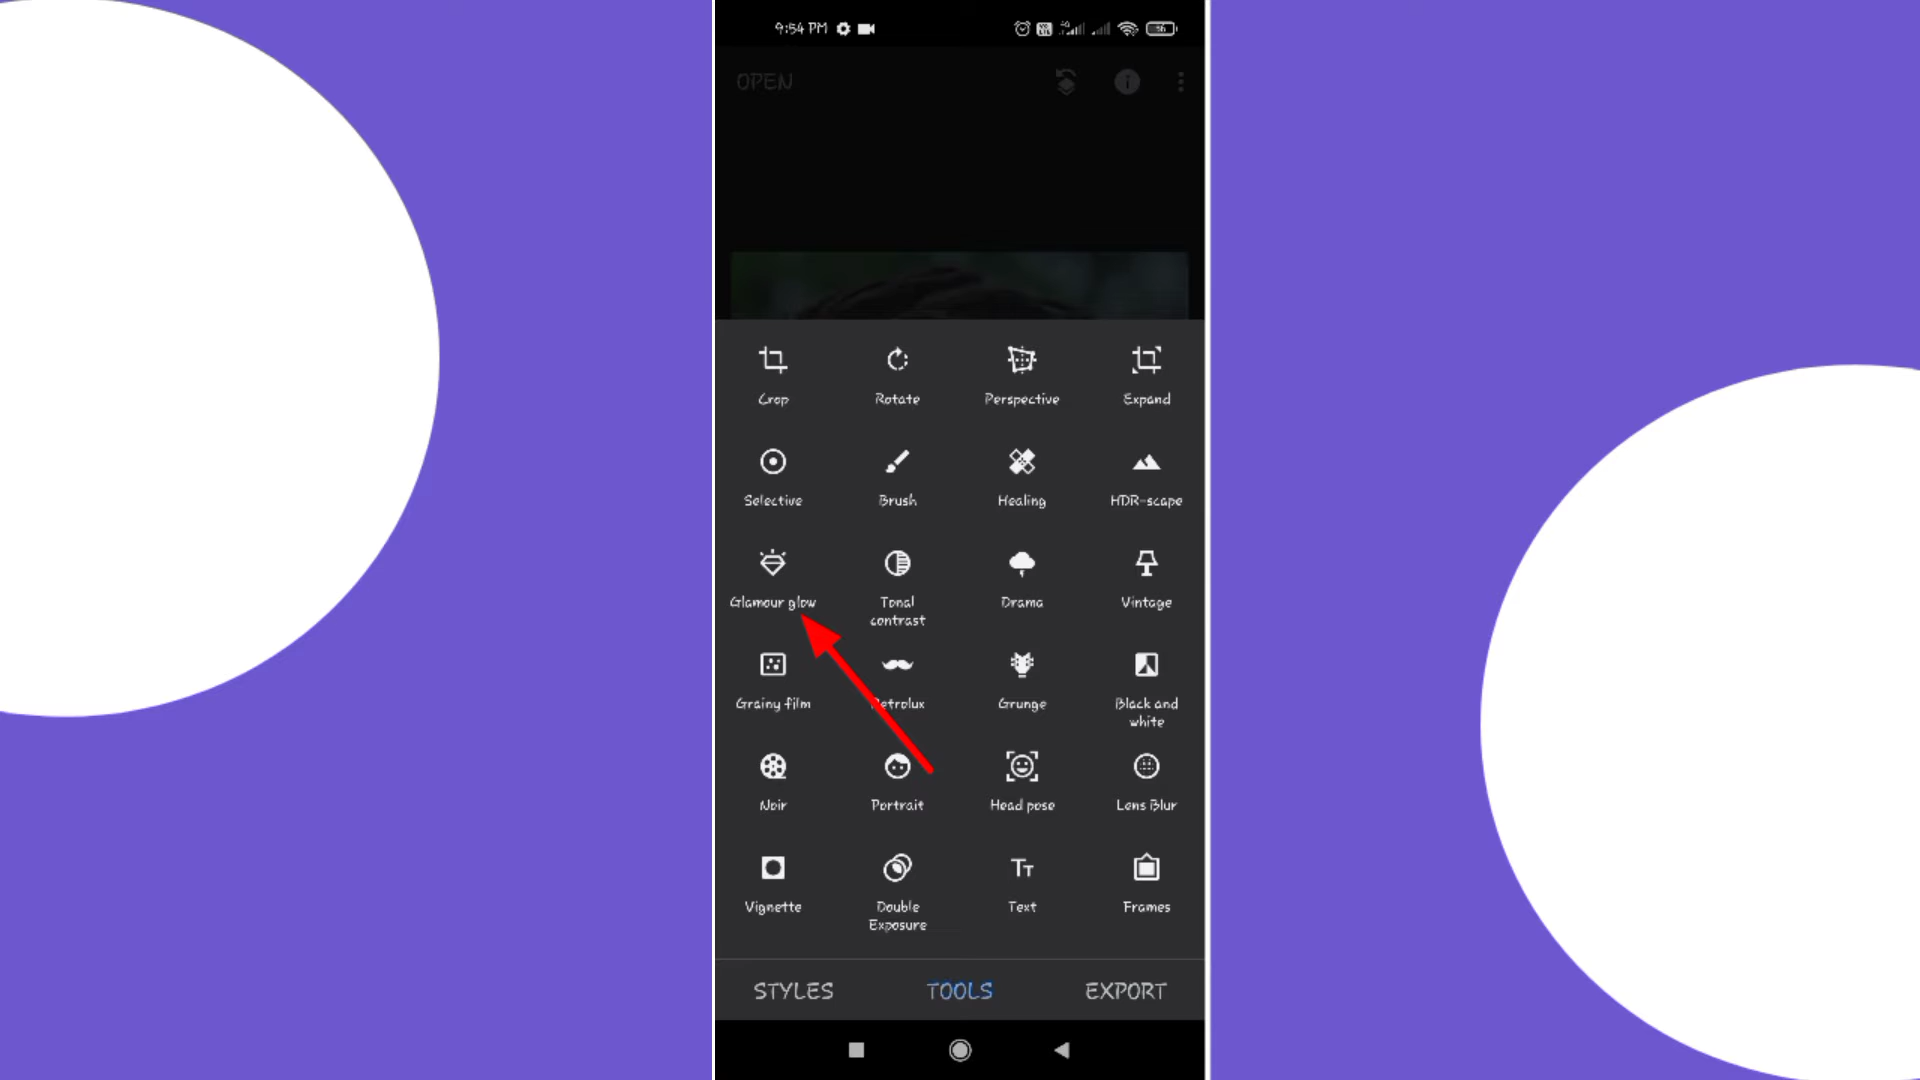 9:54 PM
56
OPEN
Crop Rotate Perspective Expand
Selective Brush Healing HDR-scape
Glamour glow Tonal contrast Drama Vintage
Grainy film Retrolux Grunge Black and white
Noir Portrait Head pose Lens Blur
Vignette Double Exposure Text Frames
STYLES TOOLS EXPORT